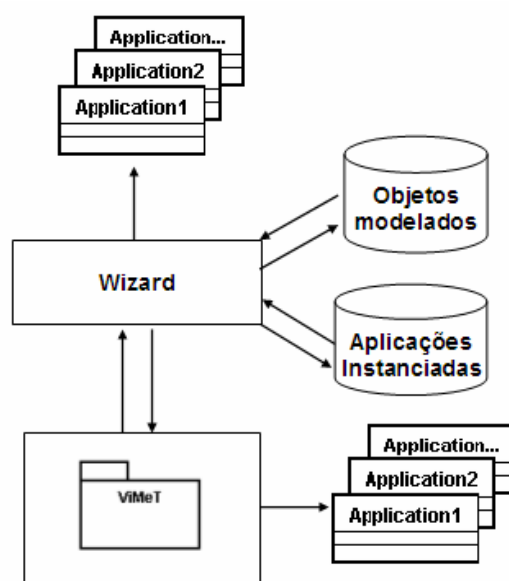 Application...
Application2
Application1
Objetos
modelados
Wizard
Aplicações
Instanciadas
ViMeT
Application...
Application2
Application1